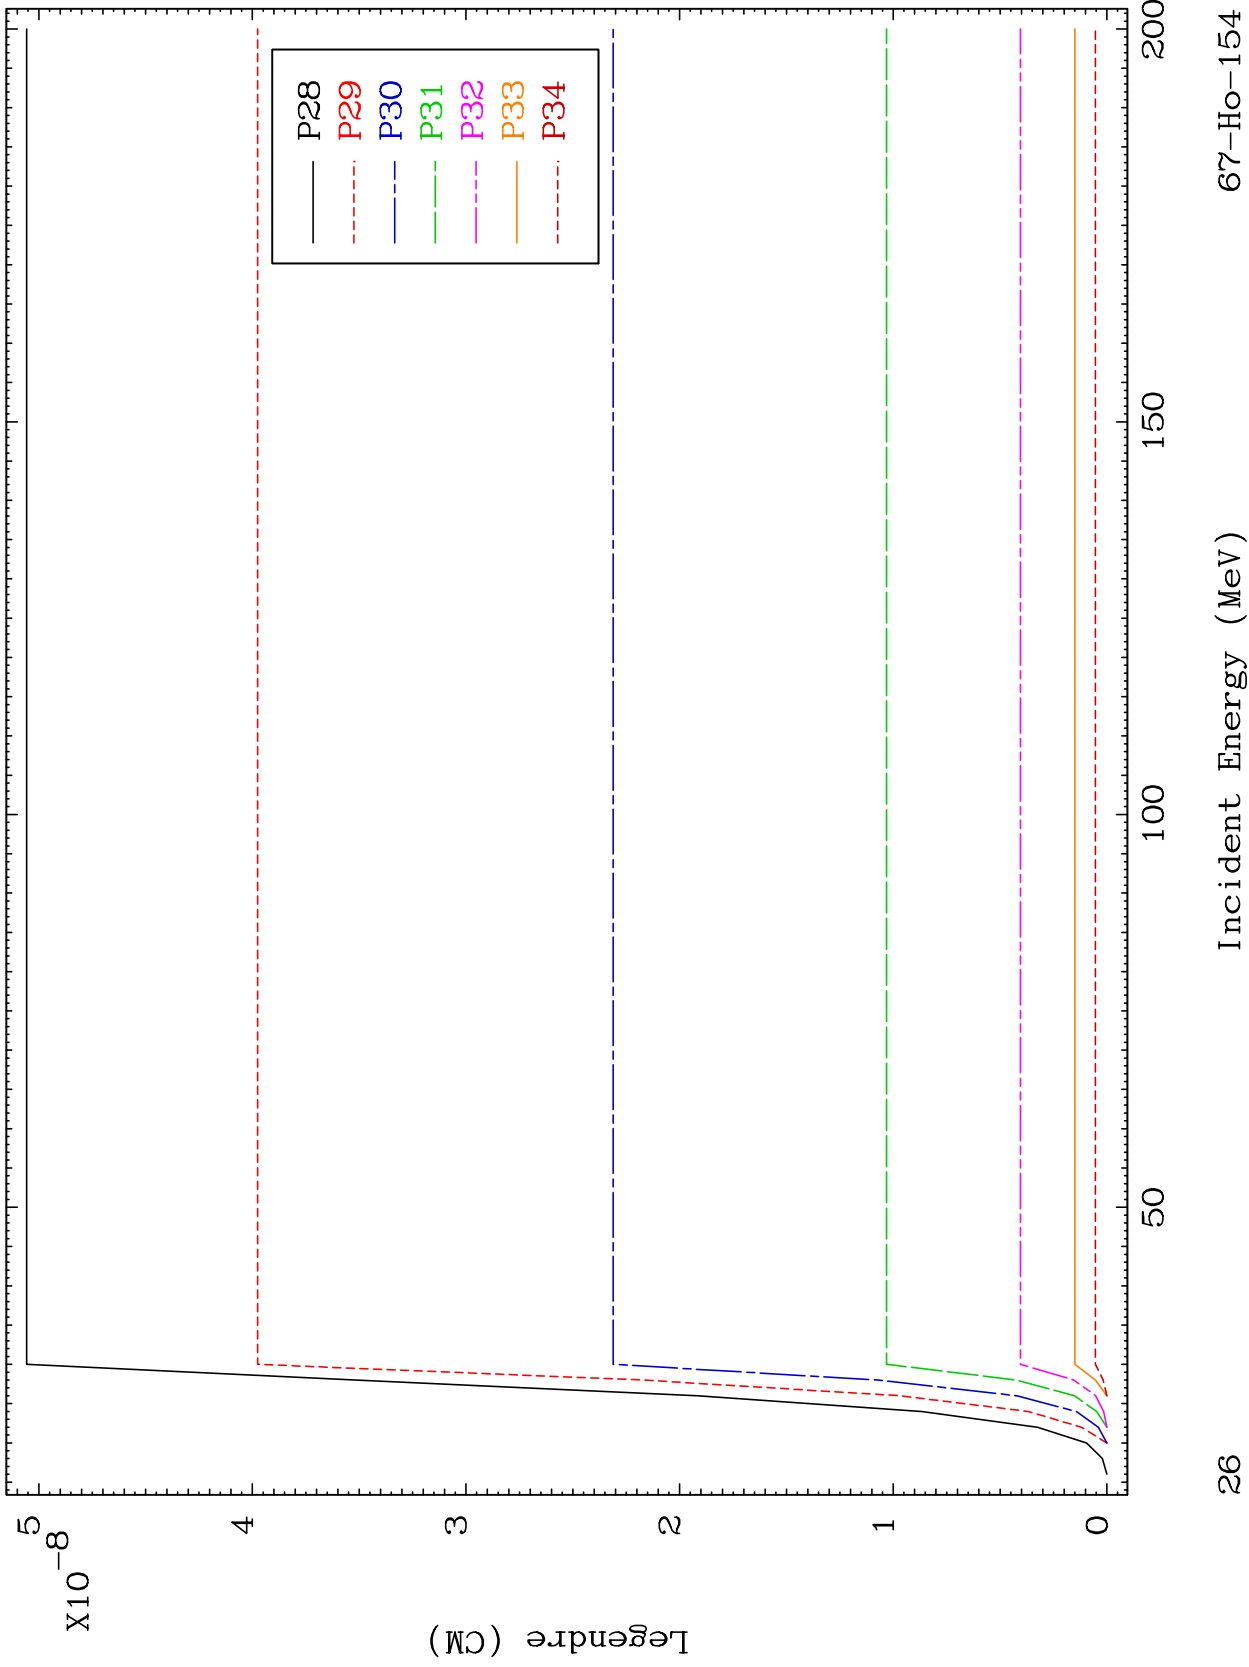 X10-8
5
4
3
2
1
0
Legendre (CM)
P28
P29
P30
P31
P32
P33
P34
50
100
150
200
Incident Energy (MeV)
26
67-Ho-154